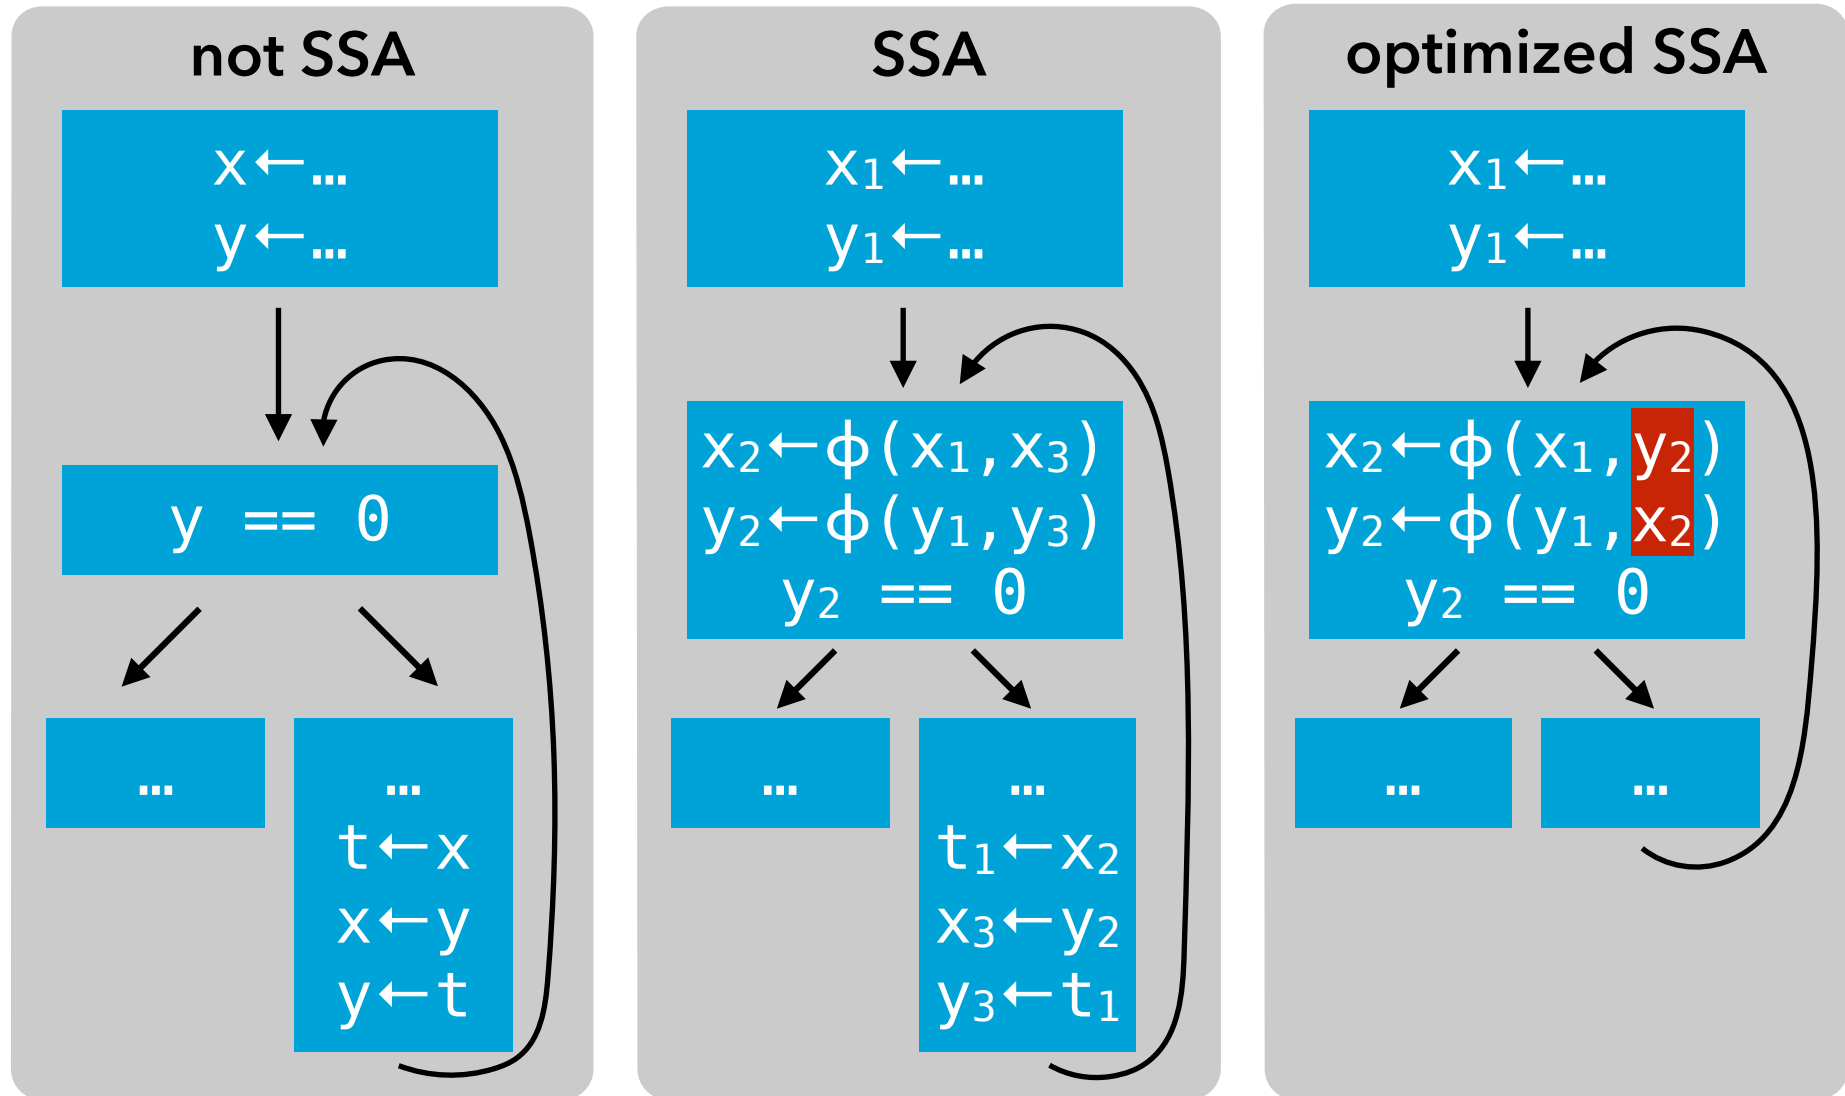 not SSA
x←…
y←…
y == 0
…
…
t←x
x←y
y←t
SSA
x₁←…
y₁←…
x₂←ϕ(x₁,x₃)
y₂←ϕ(y₁,y₃)
y₂ == 0
…
…
t₁←x₂
x₃←y₂
y₃←t₁
optimized SSA
x₁←…
y₁←…
x₂←ϕ(x₁,y₂)
y₂←ϕ(y₁,x₂)
y₂ == 0
…
…